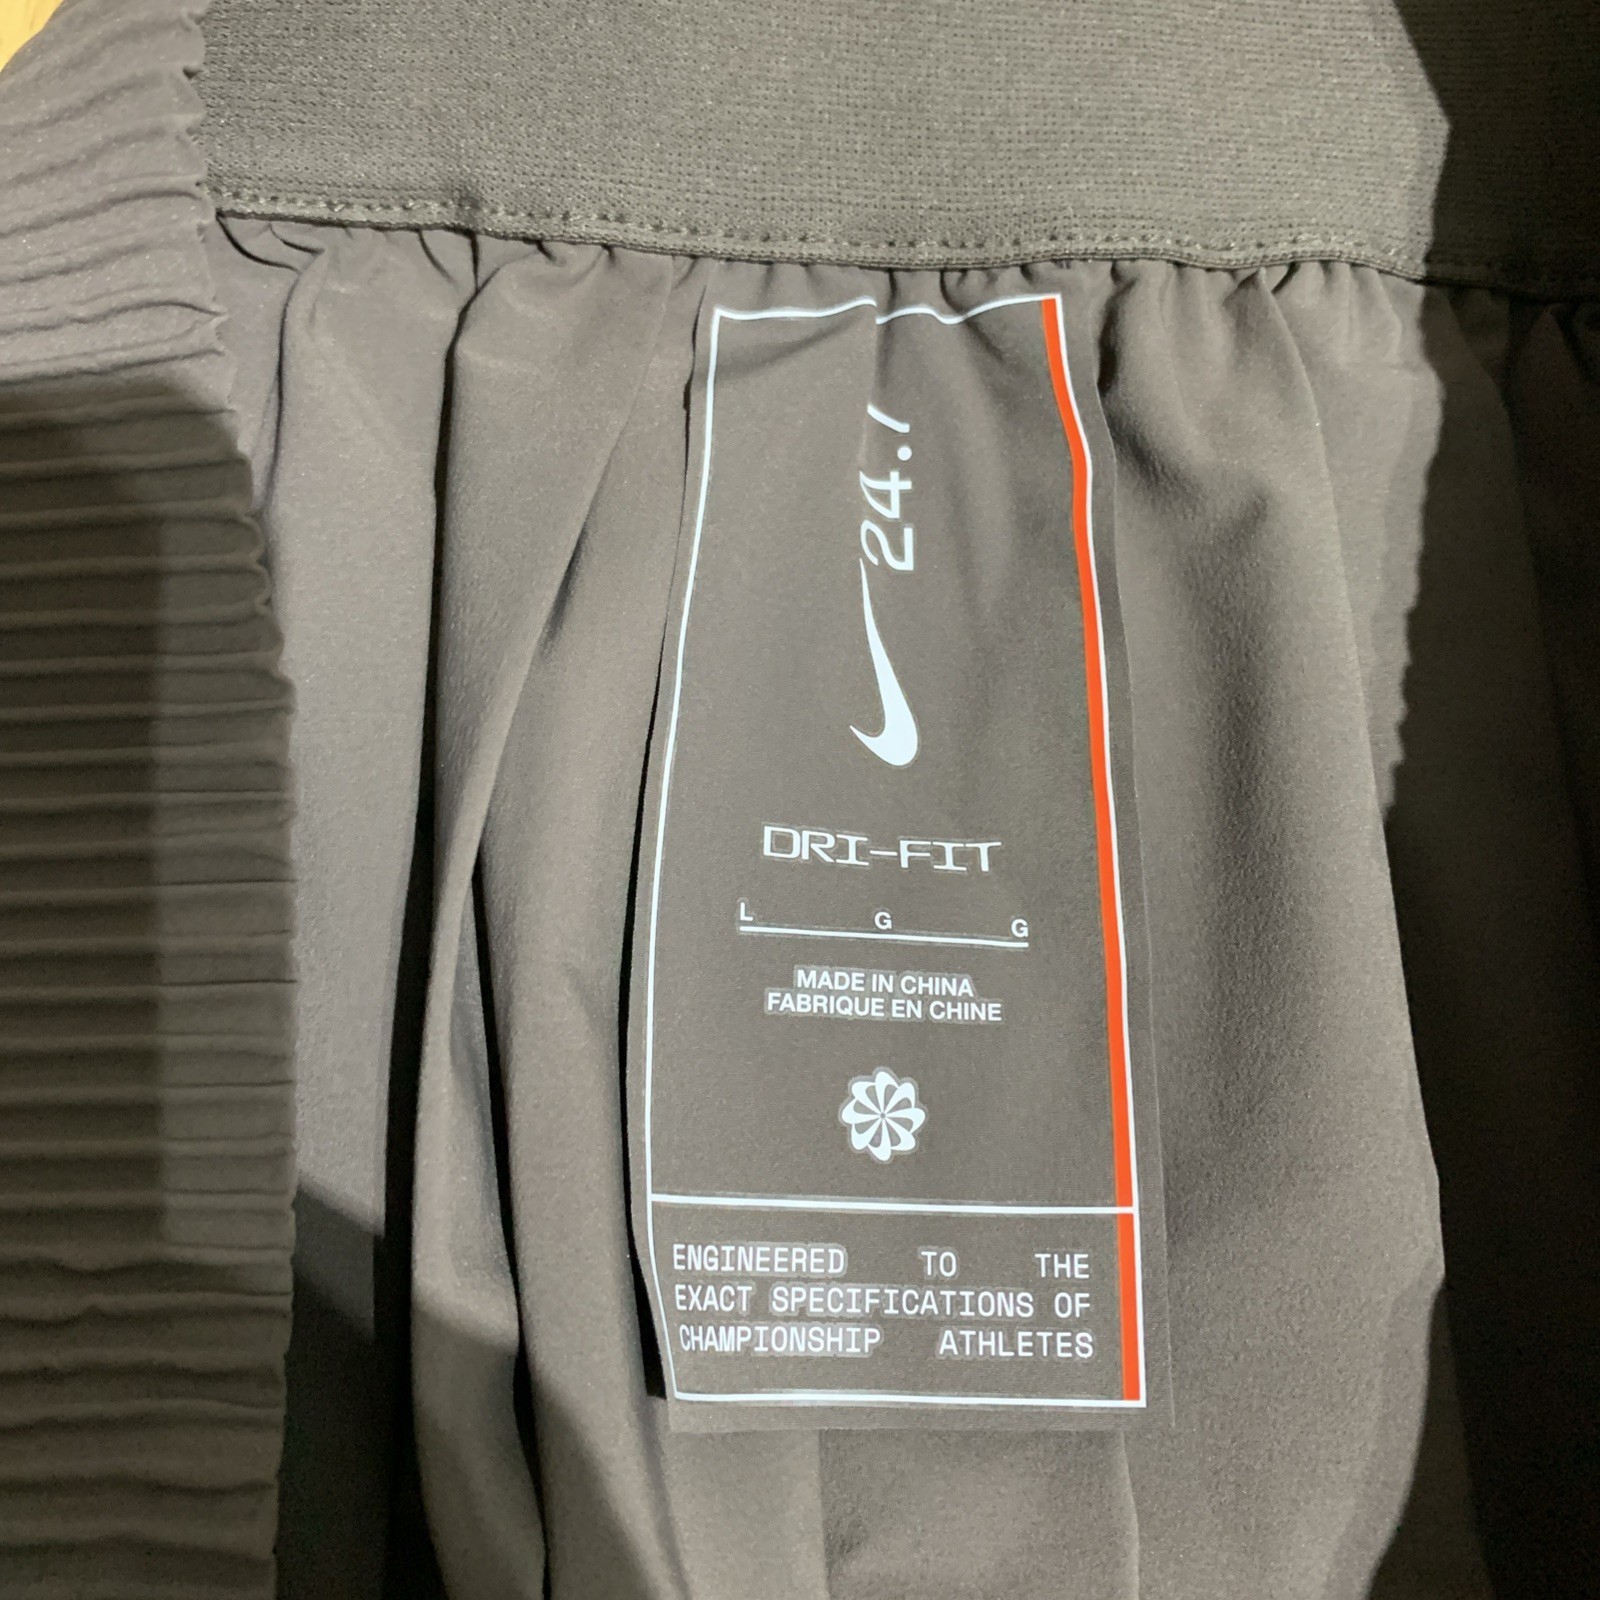 24.7
DRI-FIT
L G G
MADE IN CHINA
FABRIQUE EN CHINE
ENGINEERED TO THE
EXACT SPECIFICATIONS OF
CHAMPIONSHIP ATHLETES